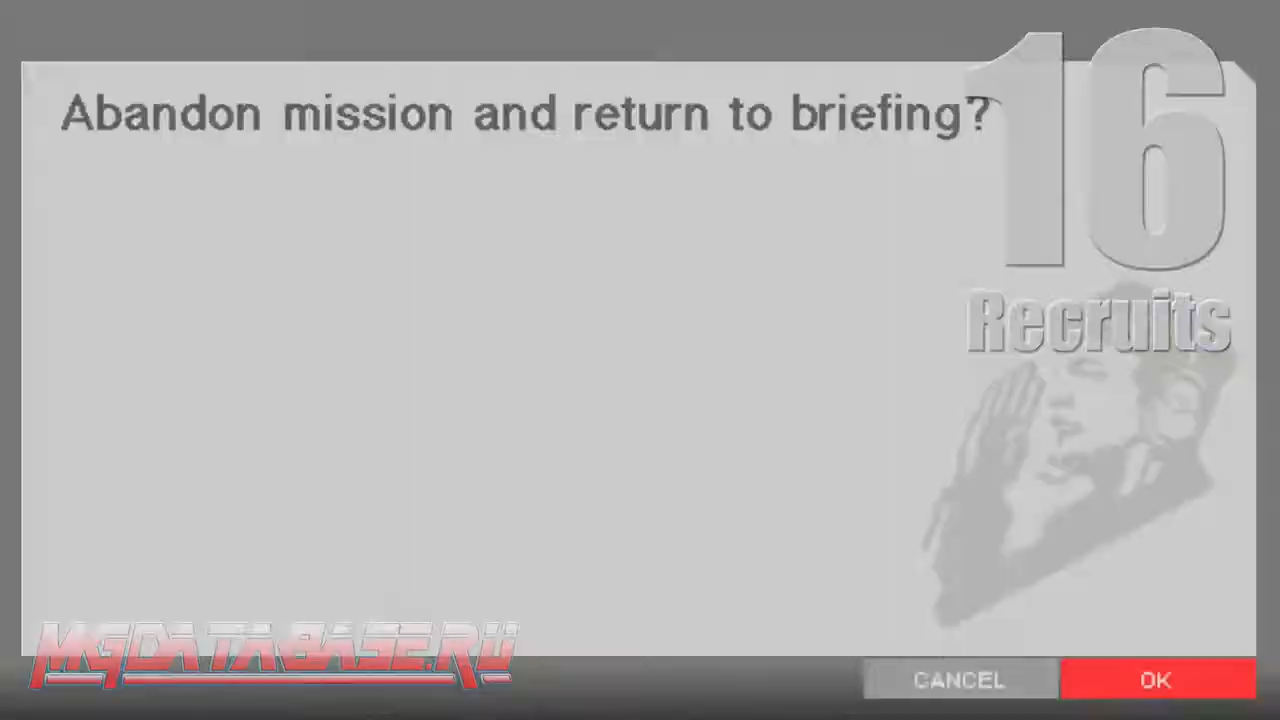 Abandon mission and return to briefing?
16
Recruits
MGDATABASE.RU
CANCEL
OK